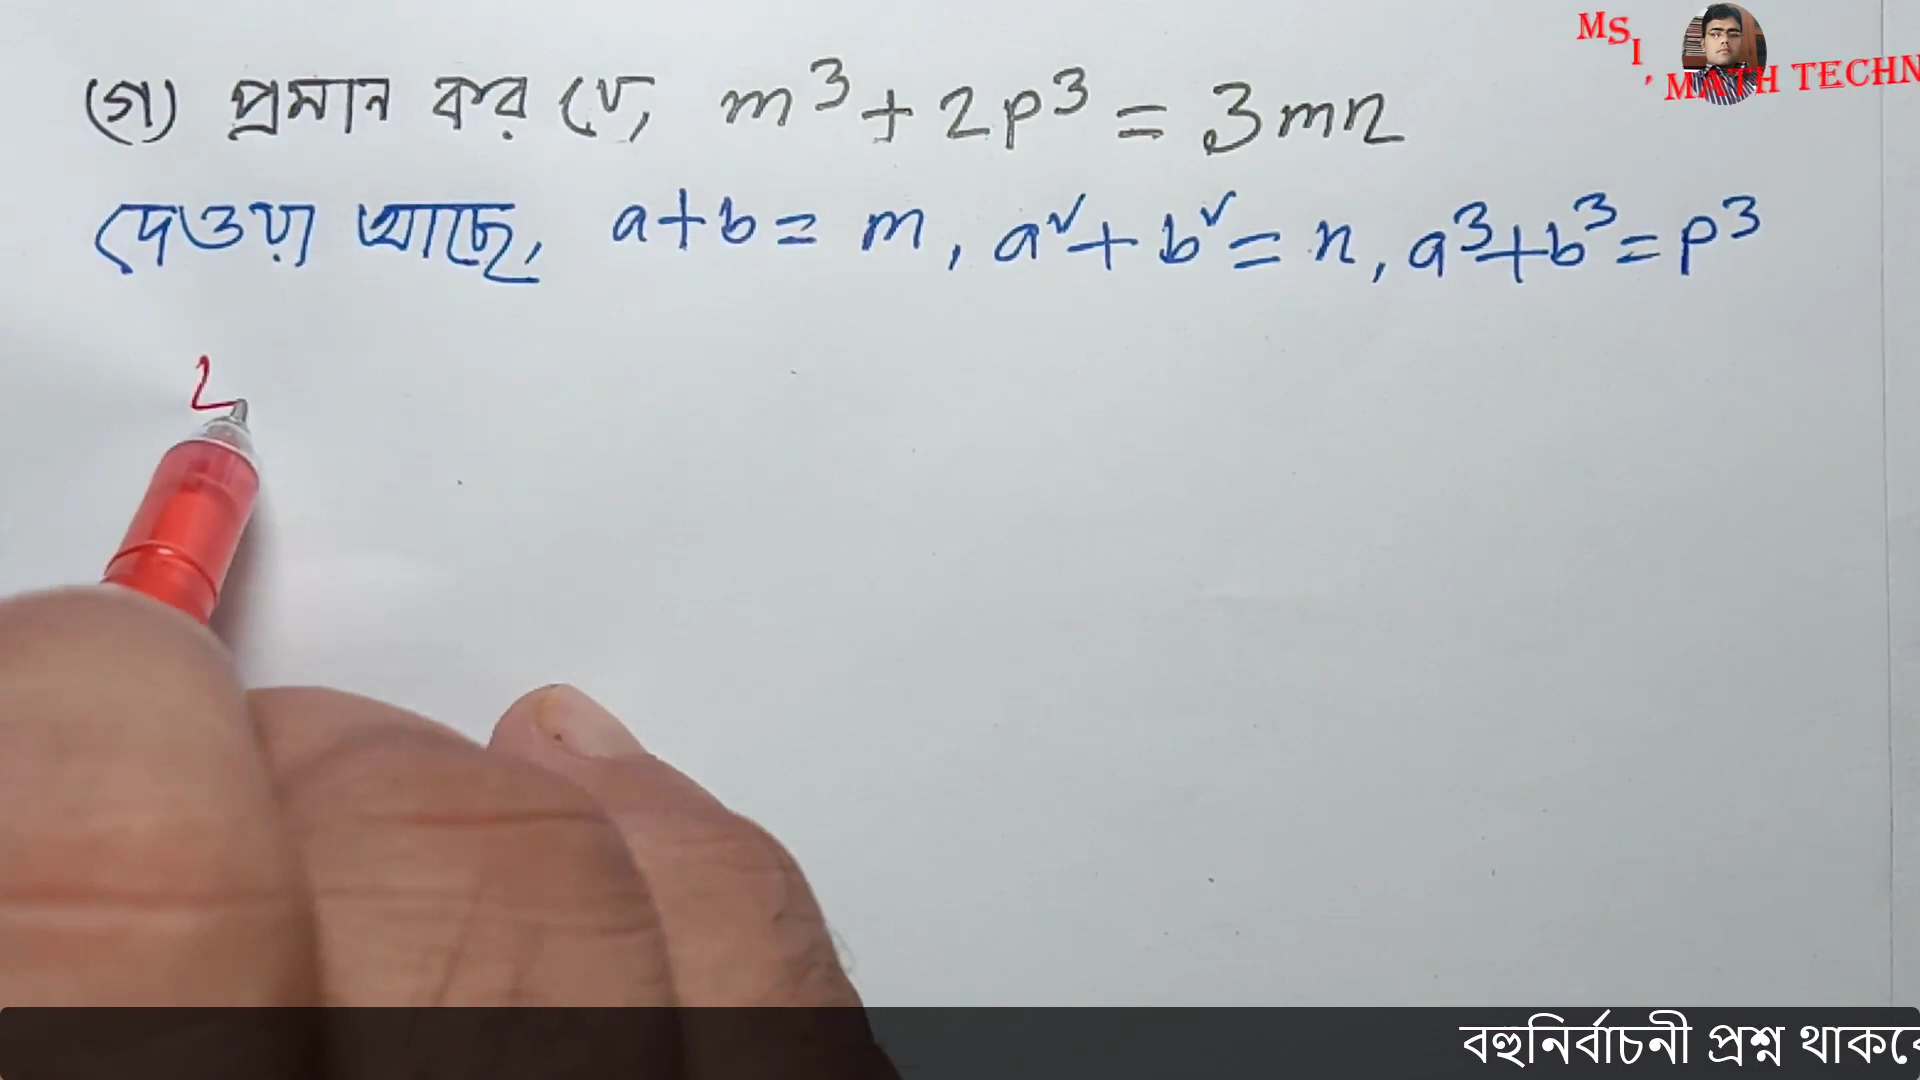 MSI, MATH TECHN
(গ) প্রমান কর যে, m³ + 2p³ = 3mn
দেওয়া আছে, a+b = m, a² + b² = n, a³+b³ = p³
2
বহুনির্বাচনী প্রশ্ন থাকবে